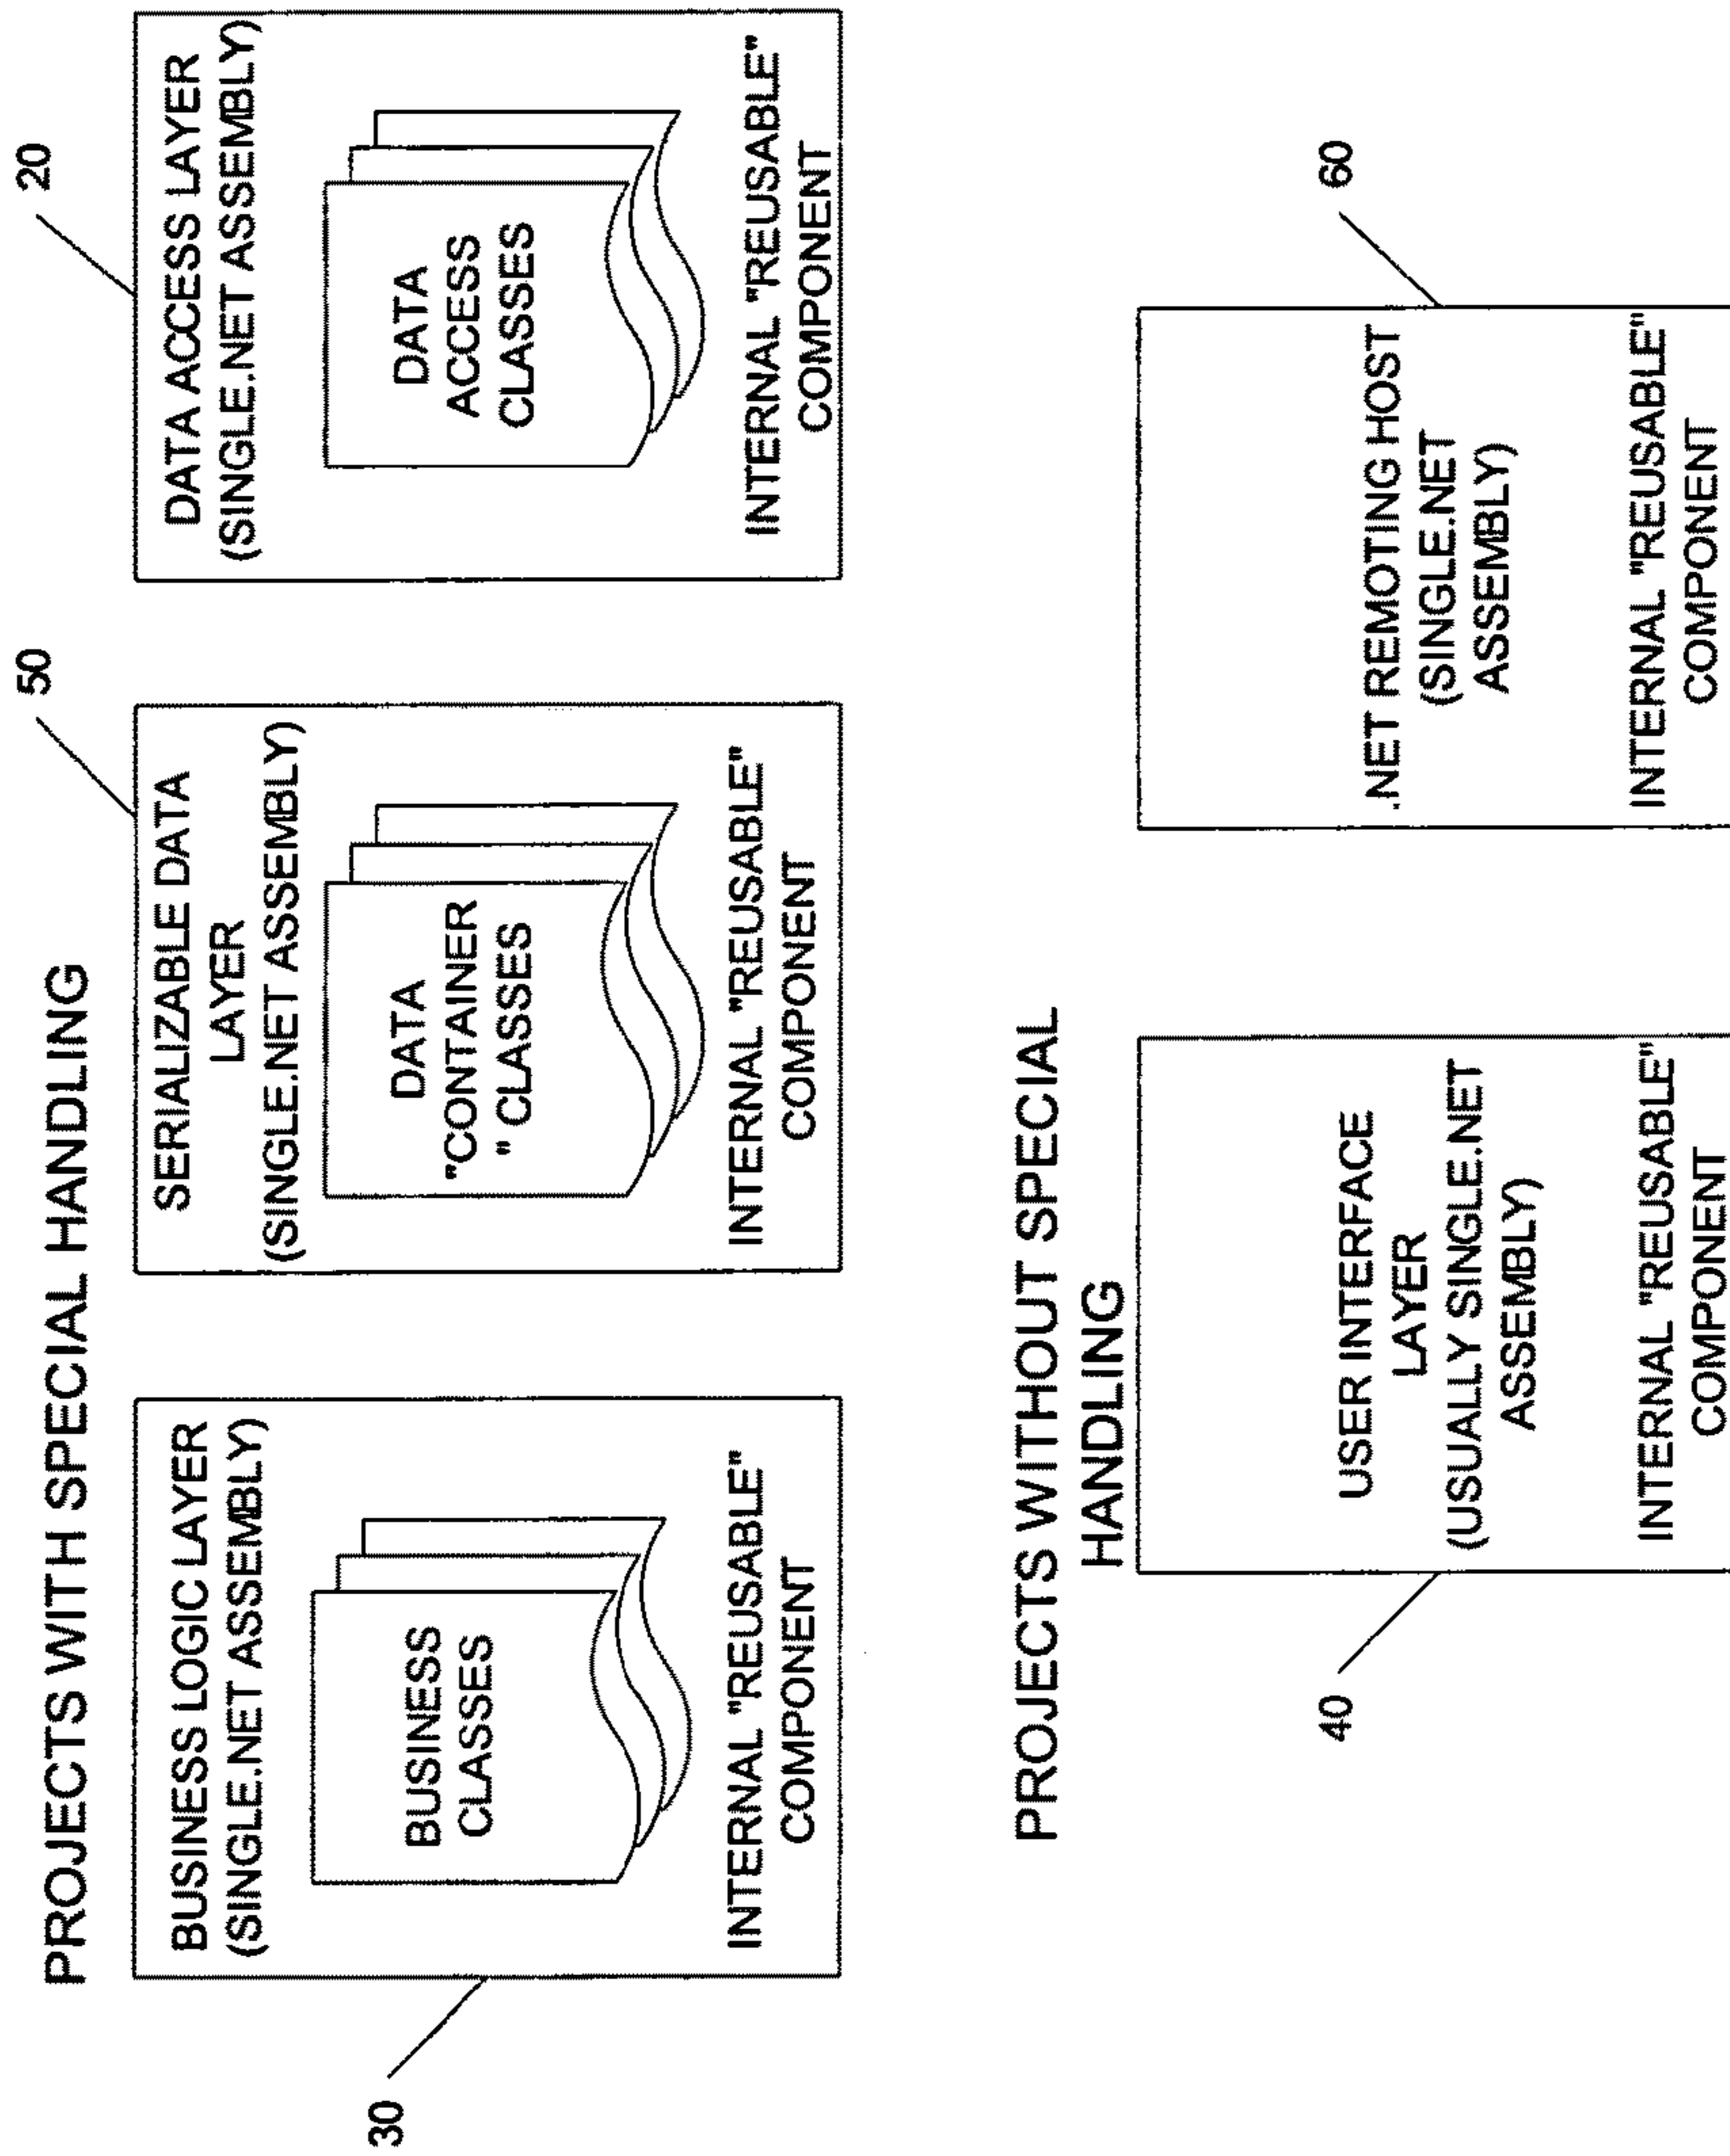 PROJECTS WITH SPECIAL HANDLING
30
BUSINESS LOGIC LAYER
(SINGLE.NET ASSEMBLY)
BUSINESS
CLASSES
INTERNAL "REUSABLE"
COMPONENT
50
SERIALIZABLE DATA
LAYER
(SINGLE.NET ASSEMBLY)
DATA
"CONTAINER
" CLASSES
INTERNAL "REUSABLE"
COMPONENT
20
DATA ACCESS LAYER
(SINGLE.NET ASSEMBLY)
DATA
ACCESS
CLASSES
INTERNAL "REUSABLE"
COMPONENT
PROJECTS WITHOUT SPECIAL
HANDLING
40
USER INTERFACE
LAYER
(USUALLY SINGLE.NET
ASSEMBLY)
INTERNAL "REUSABLE"
COMPONENT
60
.NET REMOTING HOST
(SINGLE.NET
ASSEMBLY)
INTERNAL "REUSABLE"
COMPONENT